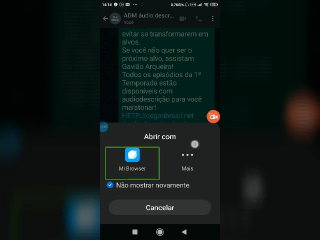 ADM áudio descr...
evitar se transformarem em
alvos.
Se você não quer ser o
próximo alvo, assistam
Gavião Arqueiro!
Todos os episódios da 1ª
Temporada estão
disponíveis com
audiodescrição para você
maratonar!
Abrir com
Mi Browser
Mais
Não mostrar novamente
Cancelar